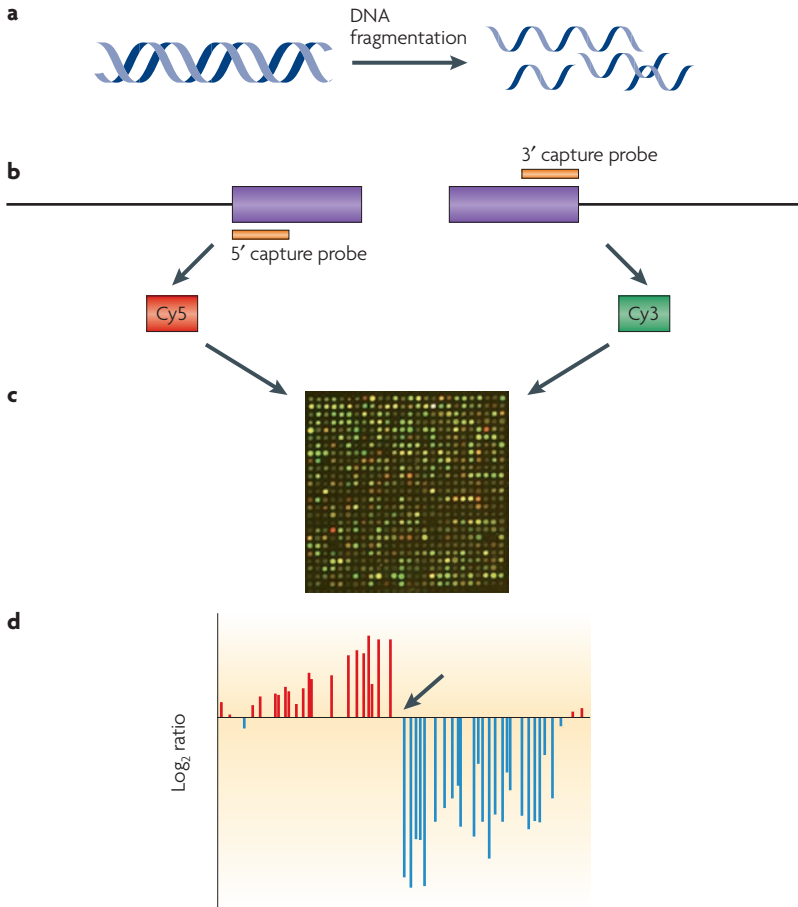 a
DNA
fragmentation
b
3′ capture probe
5′ capture probe
Cy5
Cy3
c
d
Log₂ ratio